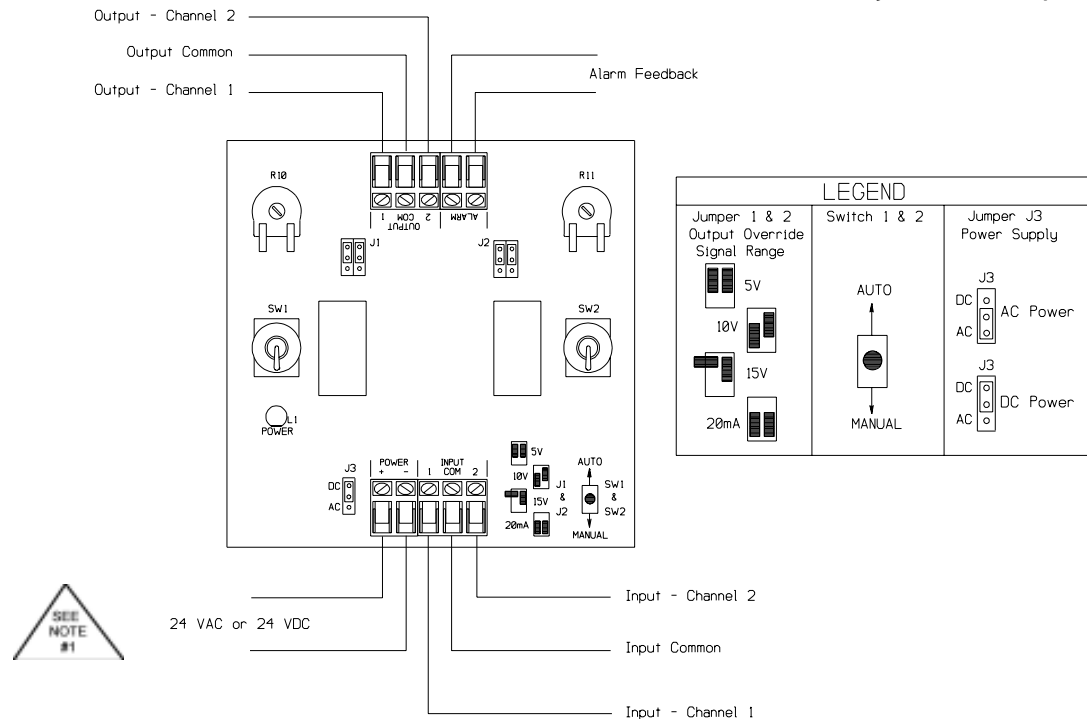 Output - Channel 2
Output Common
Output - Channel 1
Alarm Feedback
R10
R11
1 COM 2 ALARM
OUTPUT
J1
J2
SW1
SW2
L1
POWER
J3
DC
AC
POWER
+ -
INPUT
1 COM 2
5V
10V
15V
20mA
J1
&
J2
AUTO
SW1
&
SW2
MANUAL
24 VAC or 24 VDC
SEE
NOTE
#1
Input - Channel 2
Input Common
Input - Channel 1
LEGEND
Jumper 1 & 2
Output Override
Signal Range
5V
10V
15V
20mA
Switch 1 & 2
AUTO
MANUAL
Jumper J3
Power Supply
J3
DC
AC
AC Power
J3
DC
AC
DC Power